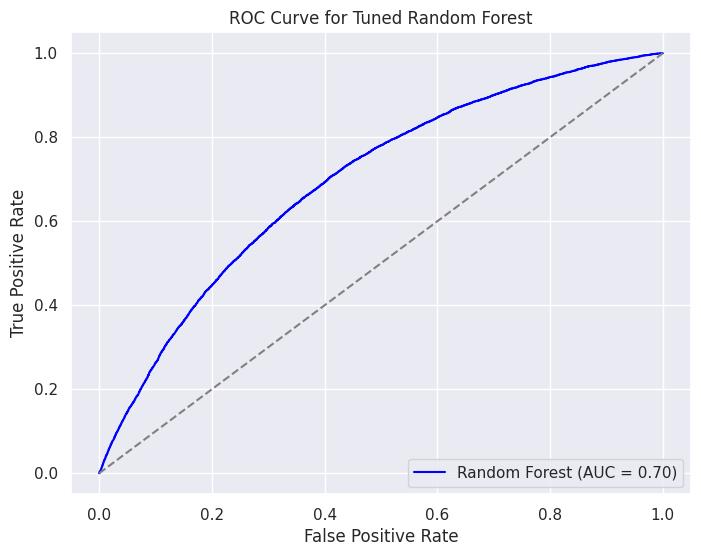 ROC Curve for Tuned Random Forest
True Positive Rate
1.0
0.8
0.6
0.4
0.2
0.0
Random Forest (AUC = 0.70)
0.0 0.2 0.4 0.6 0.8 1.0
False Positive Rate